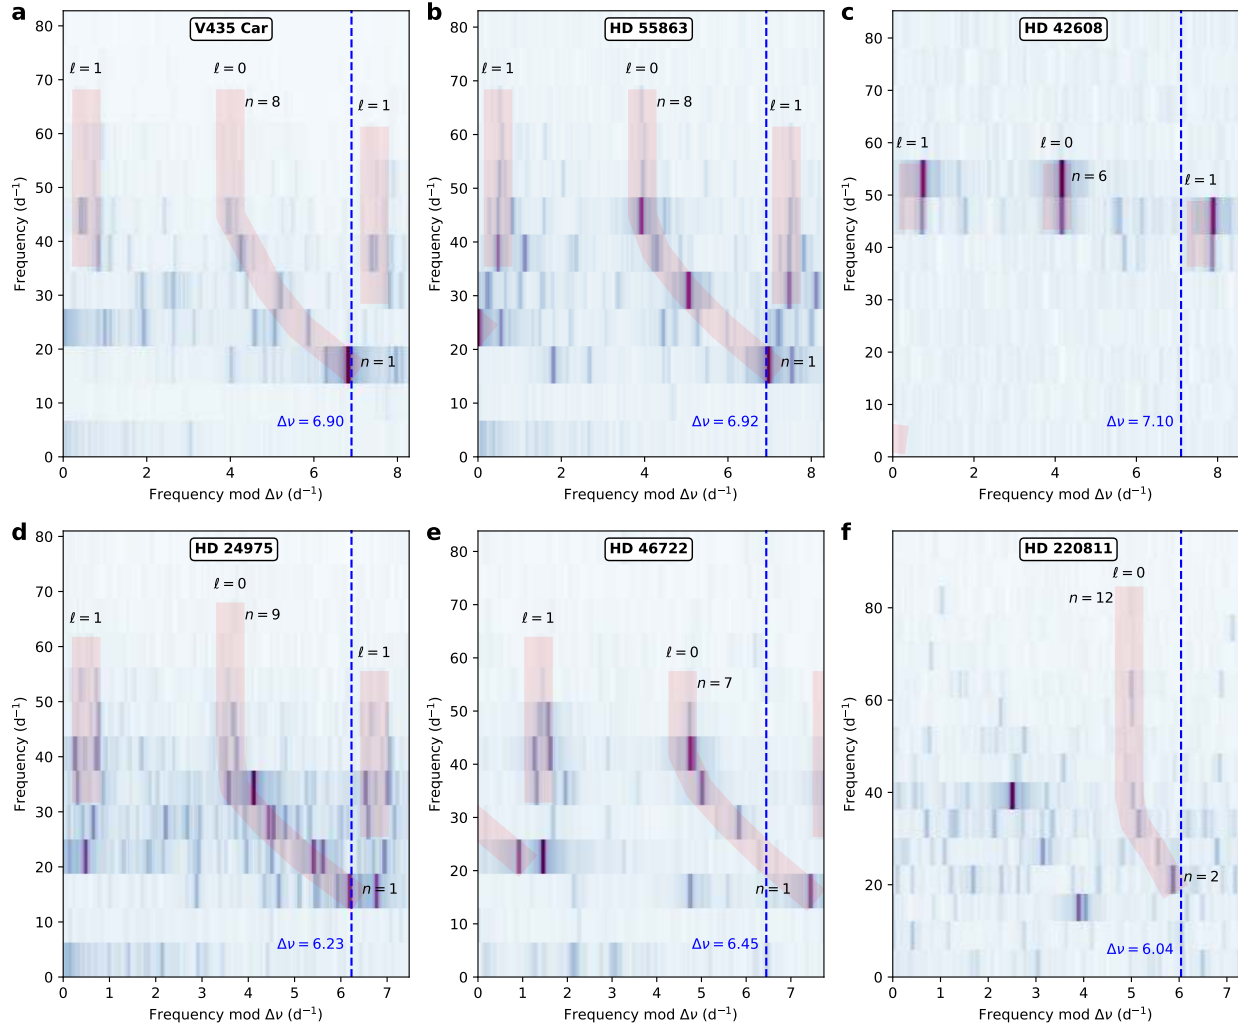 a
V435 Car
ℓ = 1
ℓ = 0
n = 8
ℓ = 1
n = 1
Δν = 6.90
80
70
60
50
40
30
20
10
0
Frequency (d⁻¹)
0 2 4 6 8
Frequency mod Δν (d⁻¹)
b
HD 55863
ℓ = 1
ℓ = 0
n = 8
ℓ = 1
n = 1
Δν = 6.92
80
70
60
50
40
30
20
10
0
Frequency (d⁻¹)
0 2 4 6 8
Frequency mod Δν (d⁻¹)
c
HD 42608
ℓ = 1
ℓ = 0
n = 6
ℓ = 1
Δν = 7.10
80
70
60
50
40
30
20
10
0
Frequency (d⁻¹)
0 2 4 6 8
Frequency mod Δν (d⁻¹)
d
HD 24975
ℓ = 0
n = 9
ℓ = 1
ℓ = 1
n = 1
Δν = 6.23
80
70
60
50
40
30
20
10
0
Frequency (d⁻¹)
0 1 2 3 4 5 6 7
Frequency mod Δν (d⁻¹)
e
HD 46722
ℓ = 1
ℓ = 0
n = 7
n = 1
Δν = 6.45
80
70
60
50
40
30
20
10
0
Frequency (d⁻¹)
0 1 2 3 4 5 6 7
Frequency mod Δν (d⁻¹)
f
HD 220811
ℓ = 0
n = 12
n = 2
Δν = 6.04
80
60
40
20
0
Frequency (d⁻¹)
0 1 2 3 4 5 6 7
Frequency mod Δν (d⁻¹)